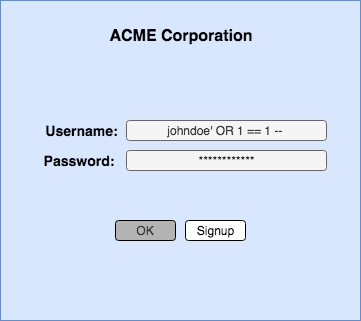 ACME Corporation
Username: johndoe' OR 1 == 1 --
Password: ************
OK Signup